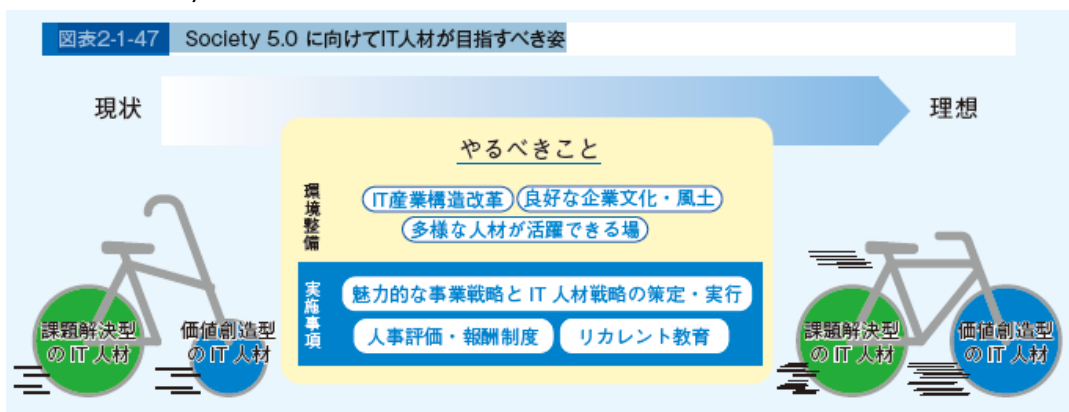 図表2-1-47 Society 5.0 に向けてIT人材が目指すべき姿
現状
理想
やるべきこと
環境整備
IT産業構造改革
良好な企業文化・風土
多様な人材が活躍できる場
実施事項
魅力的な事業戦略と IT 人材戦略の策定・実行
人事評価・報酬制度
リカレント教育
課題解決型
の IT 人材
価値創造型
の IT 人材
課題解決型
の IT 人材
価値創造型
の IT 人材